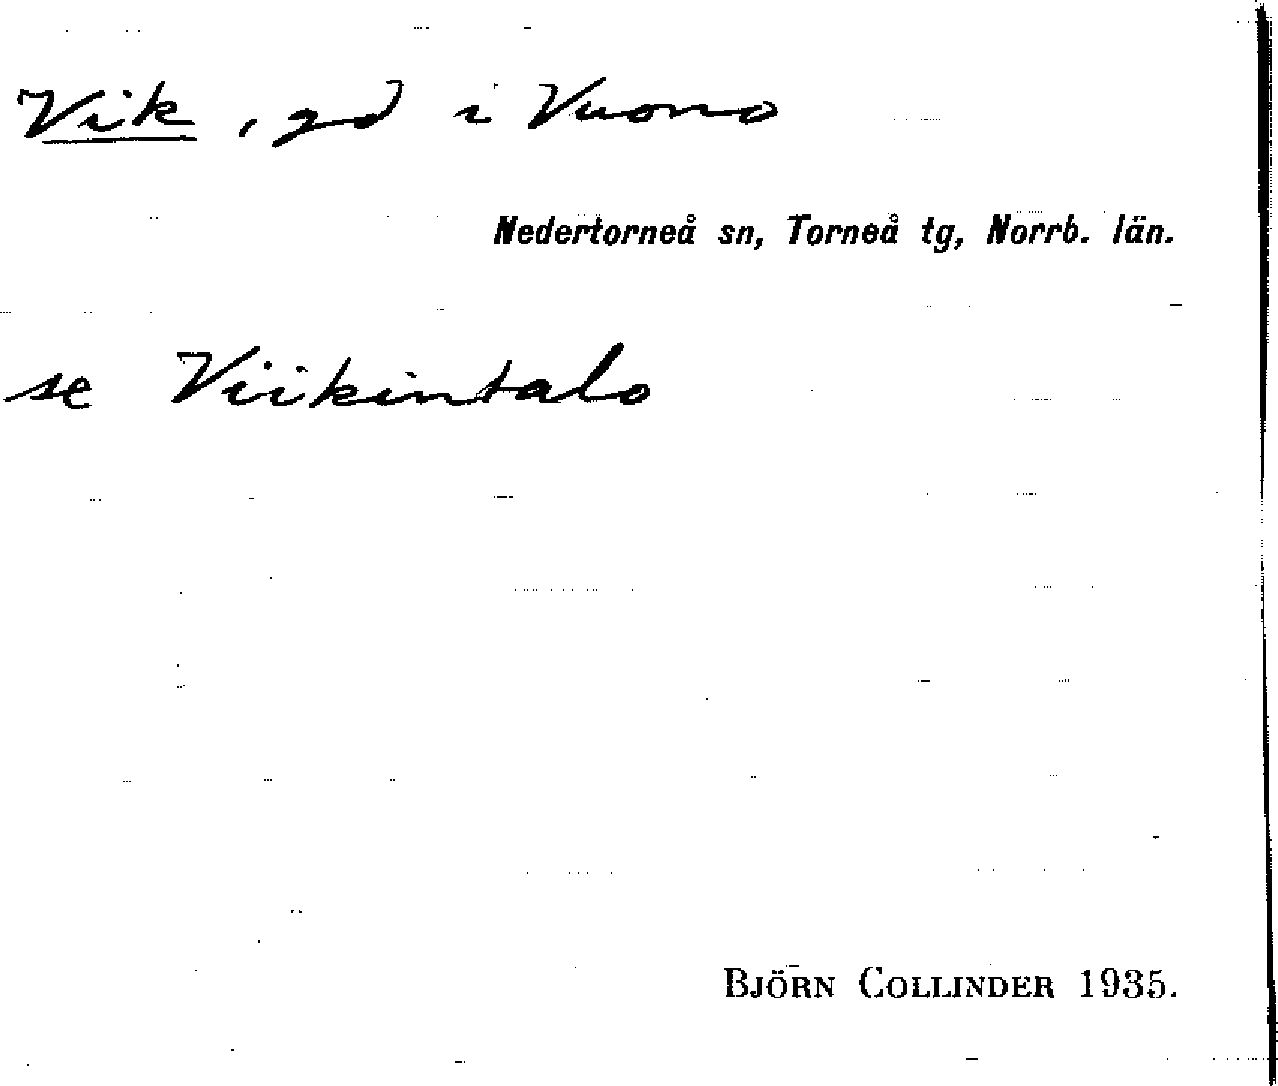 Vik, gd i Vuono
Nedertorneå sn, Torneå tg, Norrb. län.
se Viikintalo
BJÖRN COLLINDER 1935.